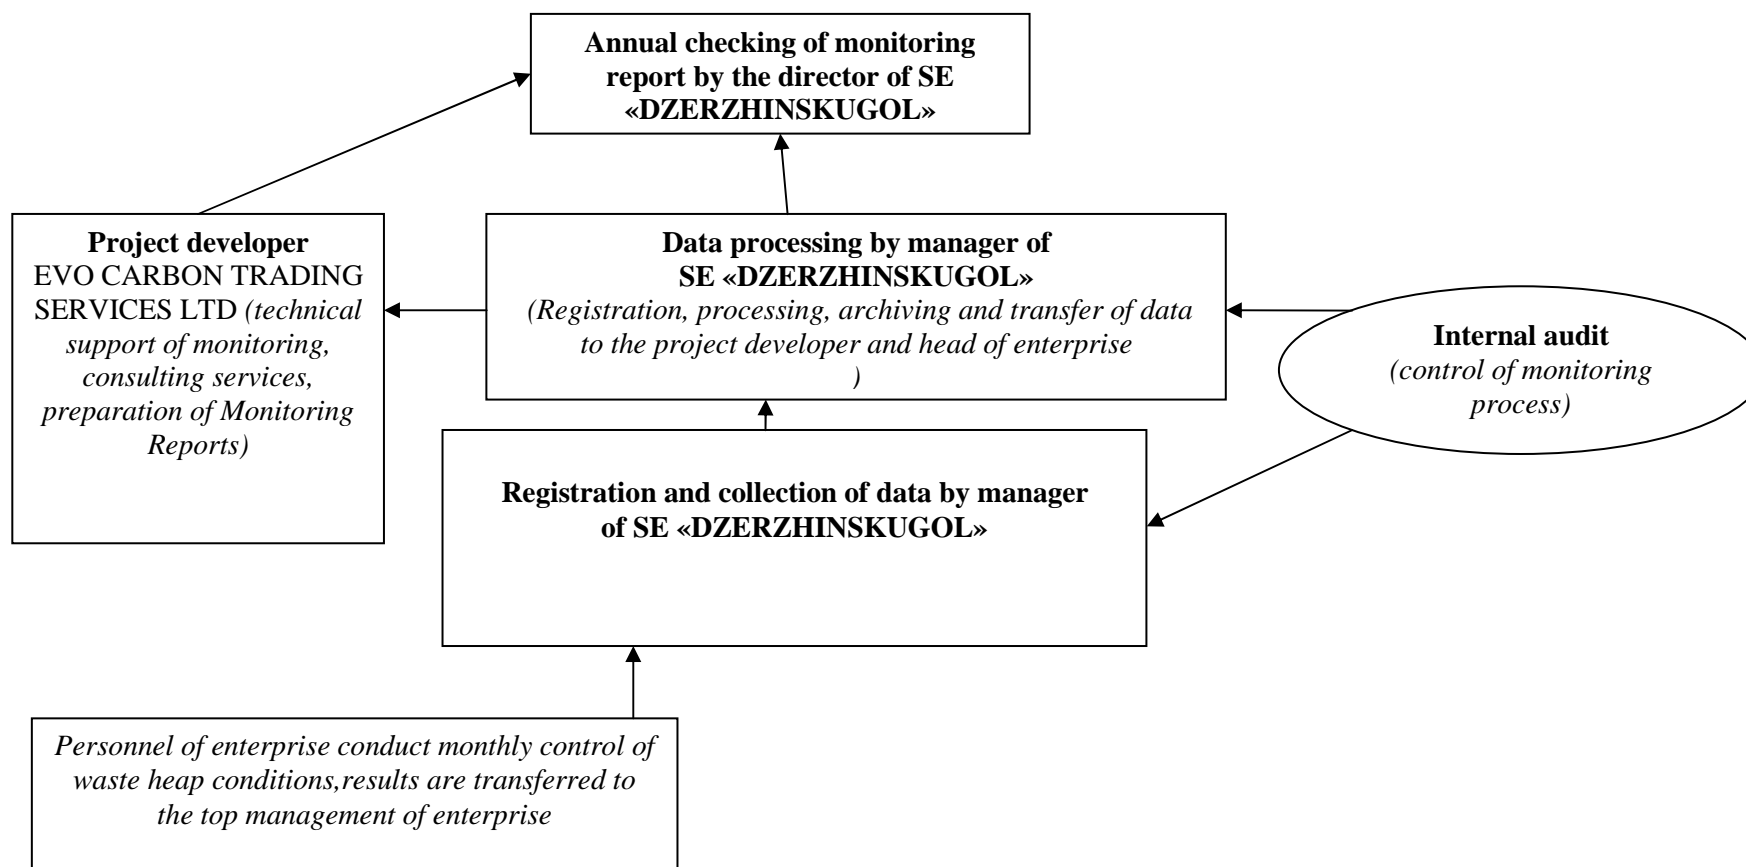 Annual checking of monitoring
report by the director of SE
«DZERZHINSKUGOL»
Project developer
EVO CARBON TRADING
SERVICES LTD (technical
support of monitoring,
consulting services,
preparation of Monitoring
Reports)
Data processing by manager of
SE «DZERZHINSKUGOL»
(Registration, processing, archiving and transfer of data
to the project developer and head of enterprise
)
Internal audit
(control of monitoring
process)
Registration and collection of data by manager
of SE «DZERZHINSKUGOL»
Personnel of enterprise conduct monthly control of
waste heap conditions,results are transferred to
the top management of enterprise